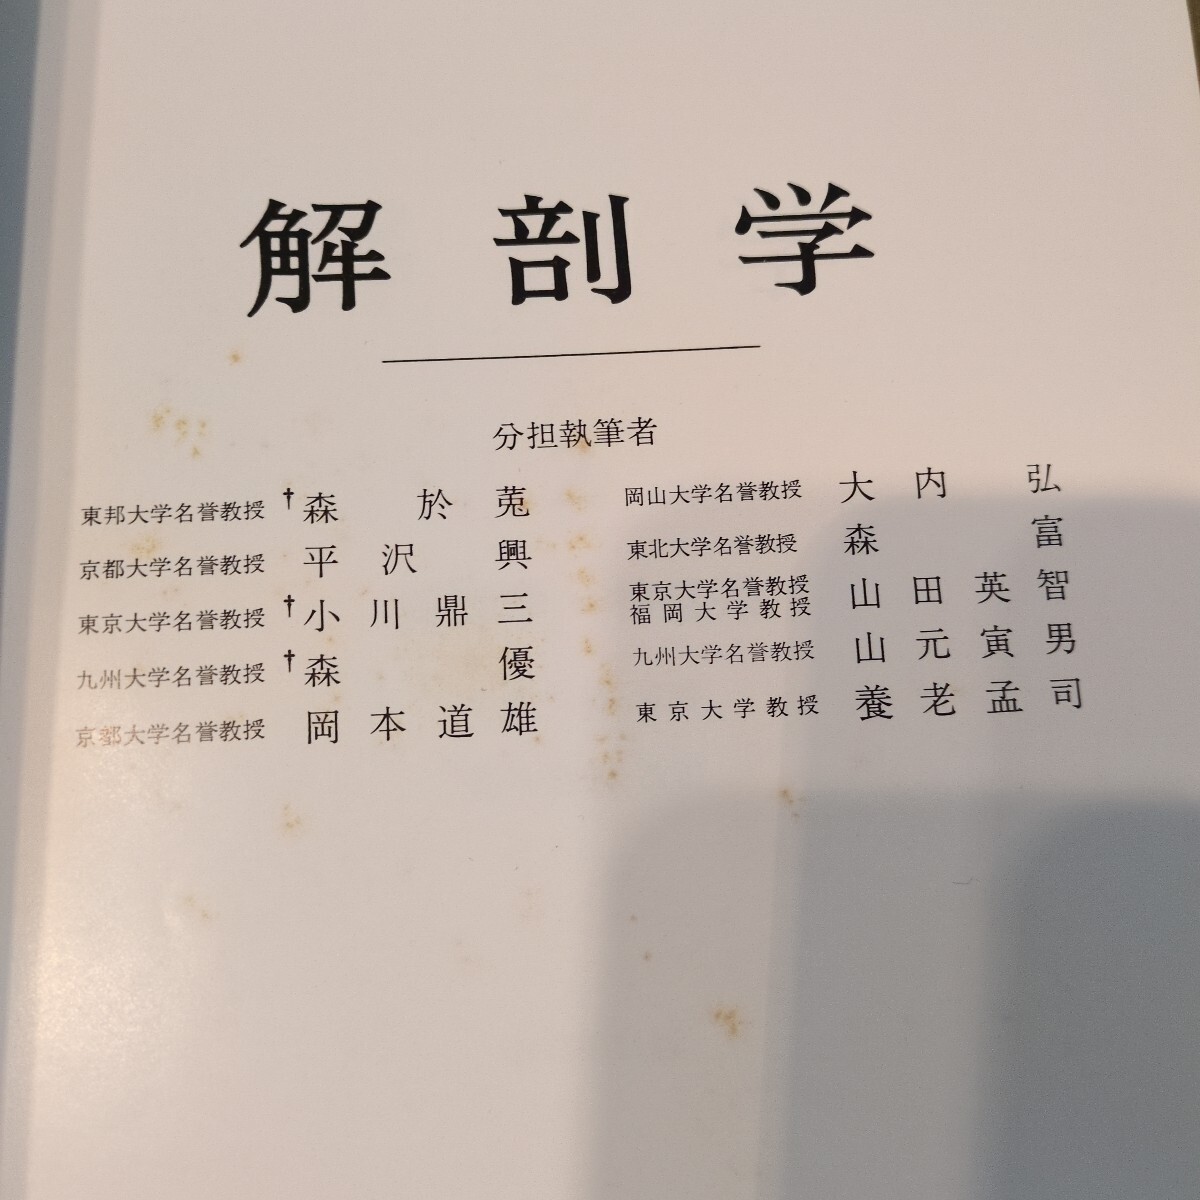 解剖学
分担執筆者
東邦大学名誉教授 †森 於菟
京都大学名誉教授 平沢 興
東京大学名誉教授 †小川鼎三
九州大学名誉教授 †森 優
京都大学名誉教授 岡本道雄
岡山大学名誉教授 大内 弘
東北大学名誉教授 森 富
東京大学名誉教授
福岡大学教授 山田英智
九州大学名誉教授 山元寅男
東京大学教授 養老孟司